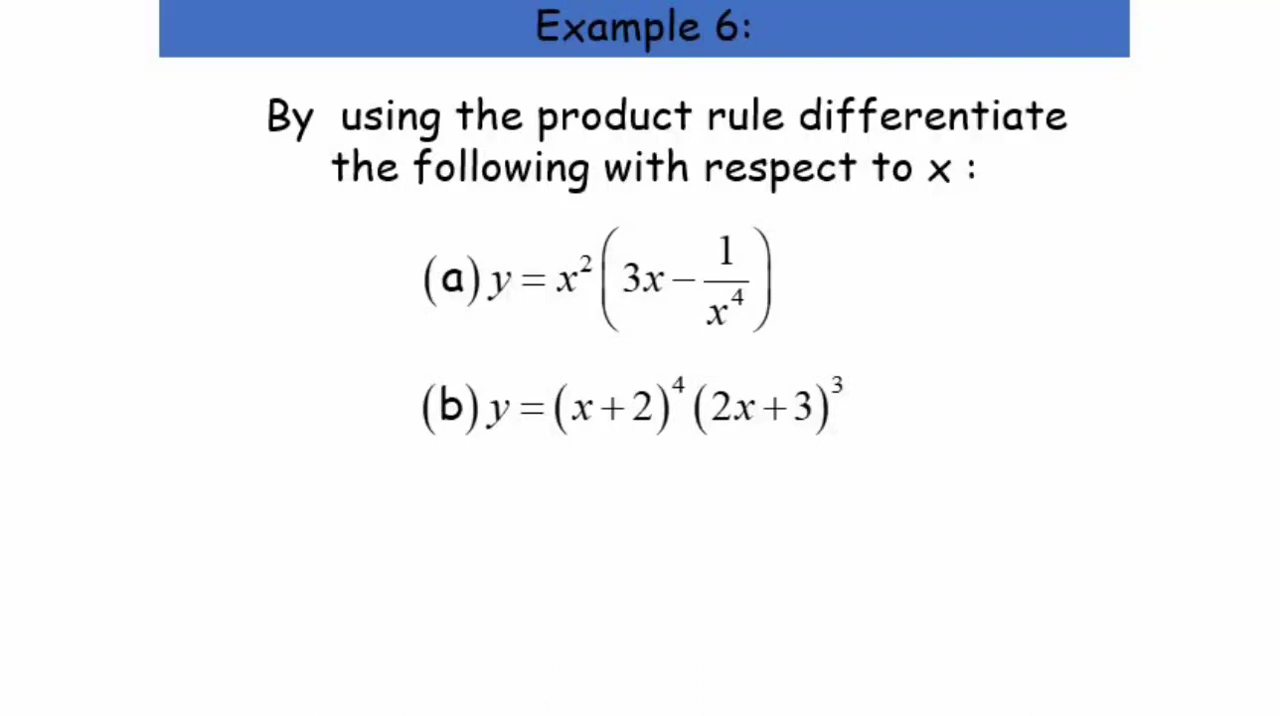 Example 6:
By using the product rule differentiate
the following with respect to x :
(a) y = x²(3x − 1/x⁴)
(b) y = (x + 2)⁴(2x + 3)³